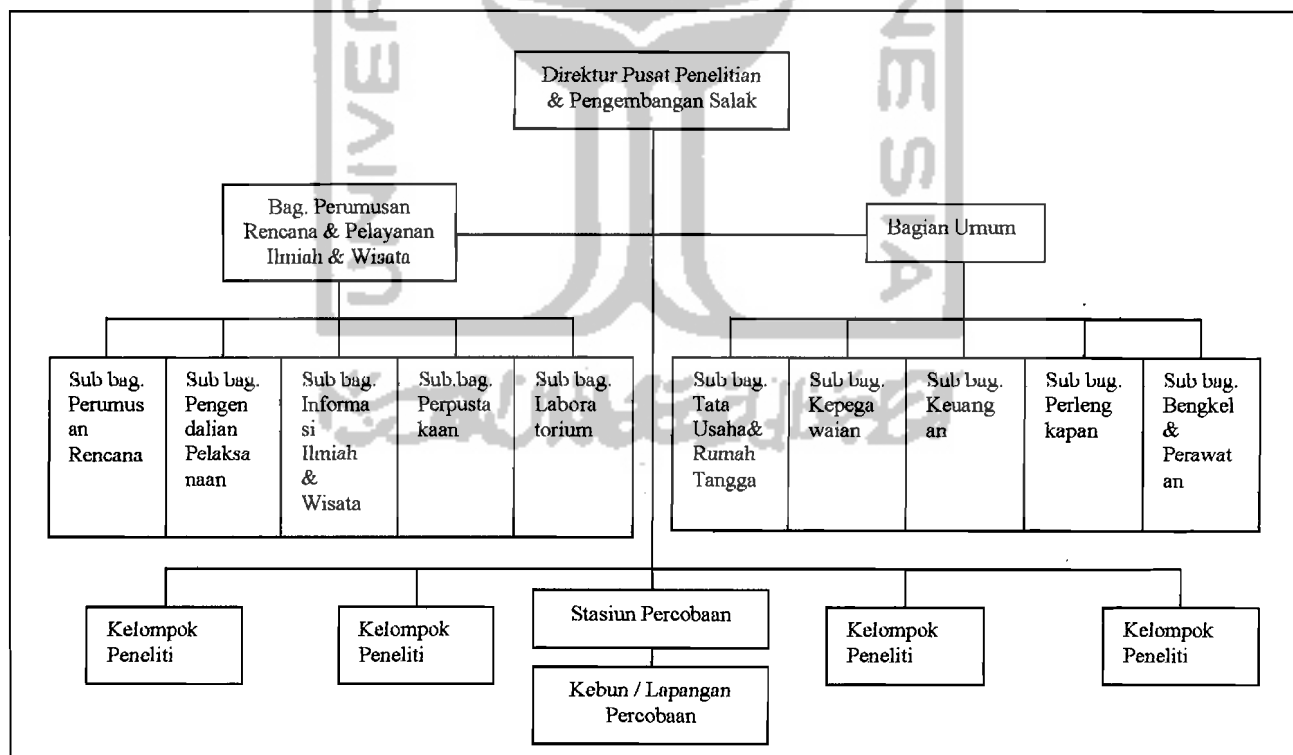 Direktur Pusat Penelitian
& Pengembangan Salak
Bag. Perumusan
Rencana & Pelayanan
Ilmiah & Wisata
Bagian Umum
Sub bag.
Perumus
an
Rencana
Sub bag.
Pengen
dalian
Pelaksa
naan
Sub bag.
Informa
si
Ilmiah
&
Wisata
Sub.bag.
Perpusta
kaan
Sub bag.
Labora
torium
Sub bag.
Tata
Usaha&
Rumah
Tangga
Sub bag.
Kepega
waian
Sub bag.
Keuang
an
Sub bag.
Perleng
kapan
Sub bag.
Bengkel
&
Perawat
an
Kelompok
Peneliti
Kelompok
Peneliti
Stasiun Percobaan
Kebun / Lapangan
Percobaan
Kelompok
Peneliti
Kelompok
Peneliti
UNIVER
NESIA